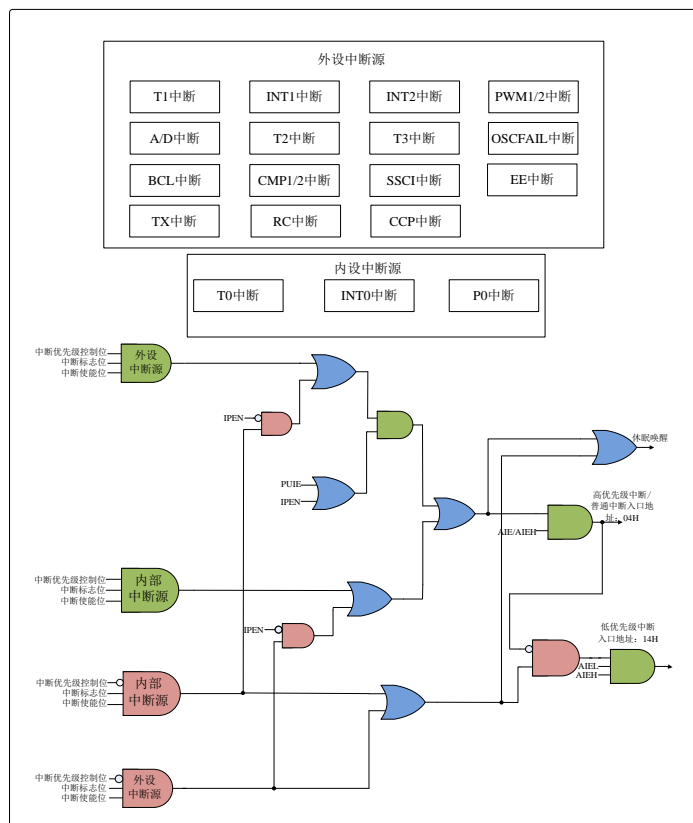 外设中断源
T1中断
INT1中断
INT2中断
PWM1/2中断
A/D中断
T2中断
T3中断
OSCFAIL中断
BCL中断
CMP1/2中断
SSCI中断
EE中断
TX中断
RC中断
CCP中断
内设中断源
T0中断
INT0中断
P0中断
中断优先级控制位
中断标志位
中断使能位
外设
中断源
IPEN
PUIE
IPEN
休眠唤醒
高优先级中断/
普通中断入口地
址：04H
AIE/AIEH
中断优先级控制位
中断标志位
中断使能位
内部
中断源
IPEN
低优先级中断
入口地址：14H
AIEL
AIEH
中断优先级控制位
中断标志位
中断使能位
内部
中断源
中断优先级控制位
中断标志位
中断使能位
外设
中断源